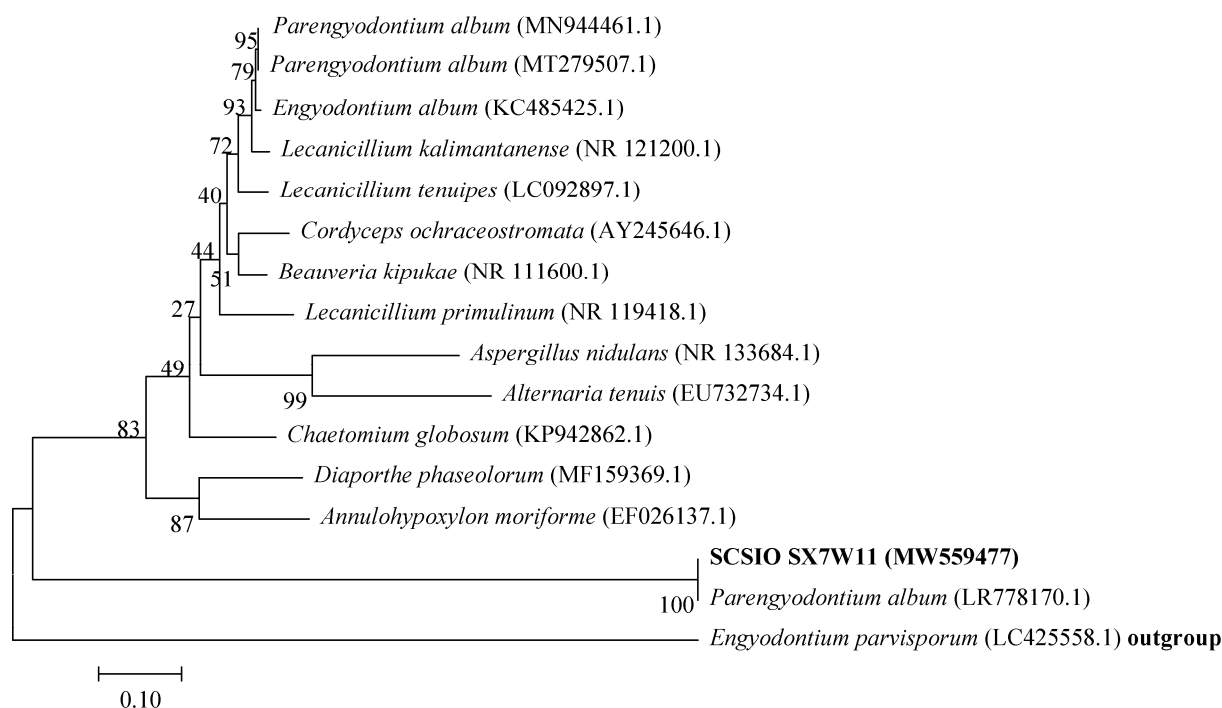 Parengyodontium album (MN944461.1)
95
Parengyodontium album (MT279507.1)
79
Engyodontium album (KC485425.1)
93
Lecanicillium kalimantanense (NR 121200.1)
72
Lecanicillium tenuipes (LC092897.1)
40
Cordyceps ochraceostromata (AY245646.1)
44
Beauveria kipukae (NR 111600.1)
51
Lecanicillium primulinum (NR 119418.1)
27
Aspergillus nidulans (NR 133684.1)
49
Alternaria tenuis (EU732734.1)
99
Chaetomium globosum (KP942862.1)
83
Diaporthe phaseolorum (MF159369.1)
Annulohypoxylon moriforme (EF026137.1)
87
SCSIO SX7W11 (MW559477)
Parengyodontium album (LR778170.1)
100
Engyodontium parvisporum (LC425558.1) outgroup
0.10